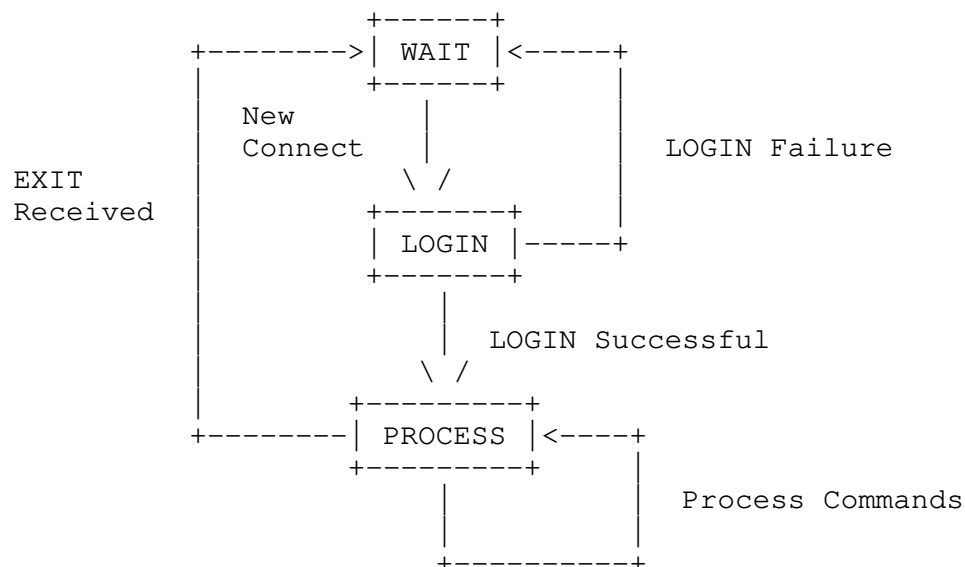 WAIT
New
Connect
LOGIN Failure
EXIT
Received
LOGIN
LOGIN Successful
PROCESS
Process Commands